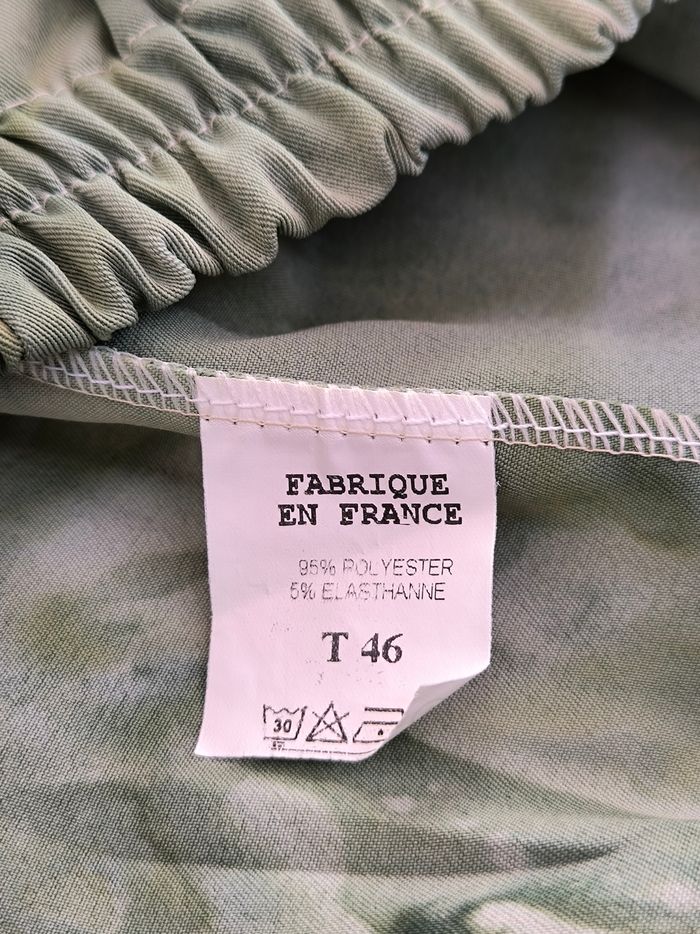 FABRIQUE
EN FRANCE
95% POLYESTER
5% ELASTHANNE
T 46
30